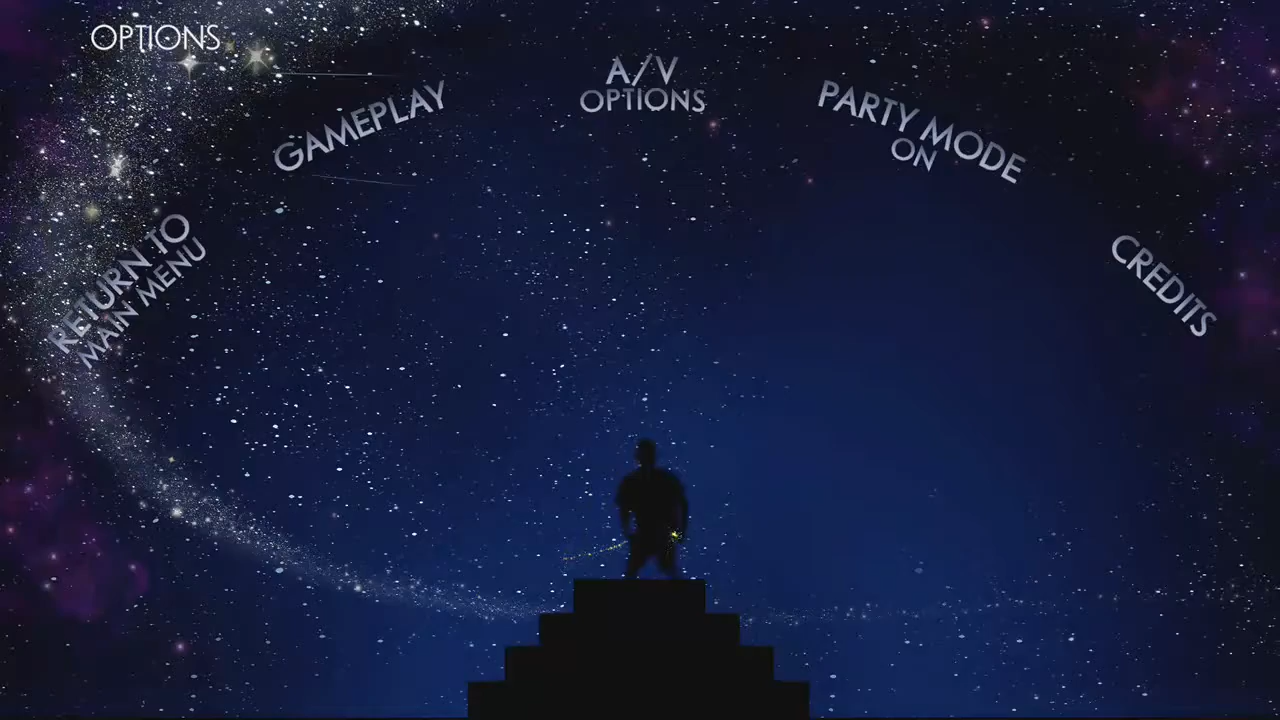 OPTIONS
RETURN TO
MAIN MENU
GAMEPLAY
A/V
OPTIONS
PARTY MODE
ON
CREDITS